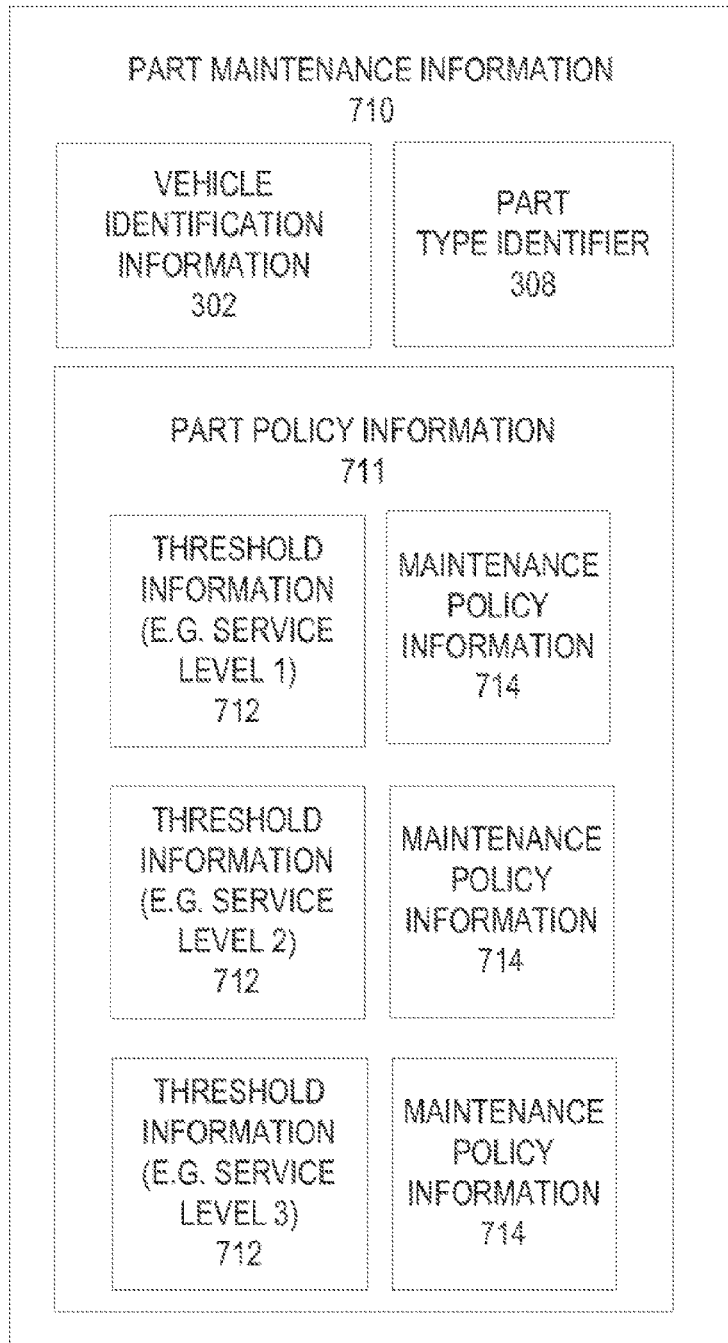 PART MAINTENANCE INFORMATION
710
VEHICLE
IDENTIFICATION
INFORMATION
302
PART
TYPE IDENTIFIER
308
PART POLICY INFORMATION
711
THRESHOLD
INFORMATION
(E.G. SERVICE
LEVEL 1)
712
MAINTENANCE
POLICY
INFORMATION
714
THRESHOLD
INFORMATION
(E.G. SERVICE
LEVEL 2)
712
MAINTENANCE
POLICY
INFORMATION
714
THRESHOLD
INFORMATION
(E.G. SERVICE
LEVEL 3)
712
MAINTENANCE
POLICY
INFORMATION
714